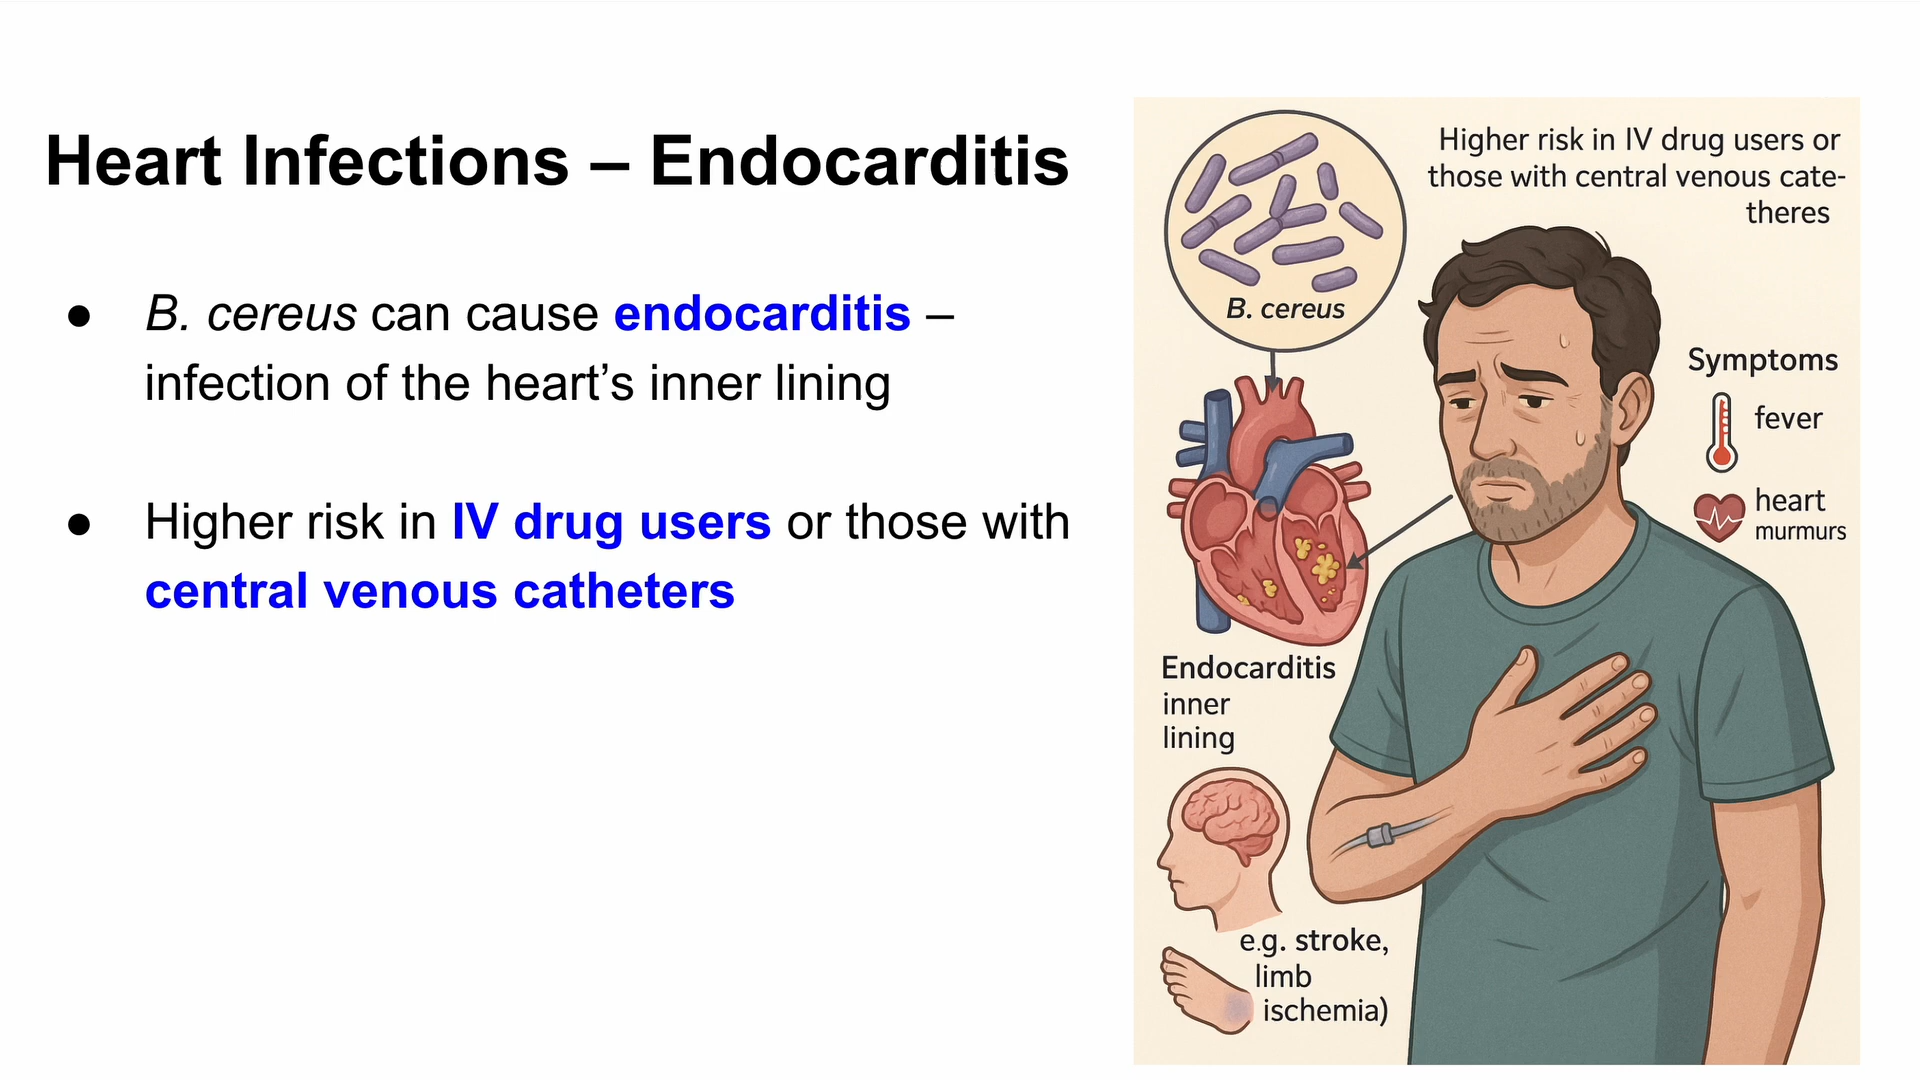 Heart Infections – Endocarditis
● B. cereus can cause endocarditis –
infection of the heart’s inner lining
● Higher risk in IV drug users or those with
central venous catheters
Higher risk in IV drug users or
those with central venous cate-
theres
B. cereus
Symptoms
fever
heart
murmurs
Endocarditis
inner
lining
e.g. stroke,
limb
ischemia)